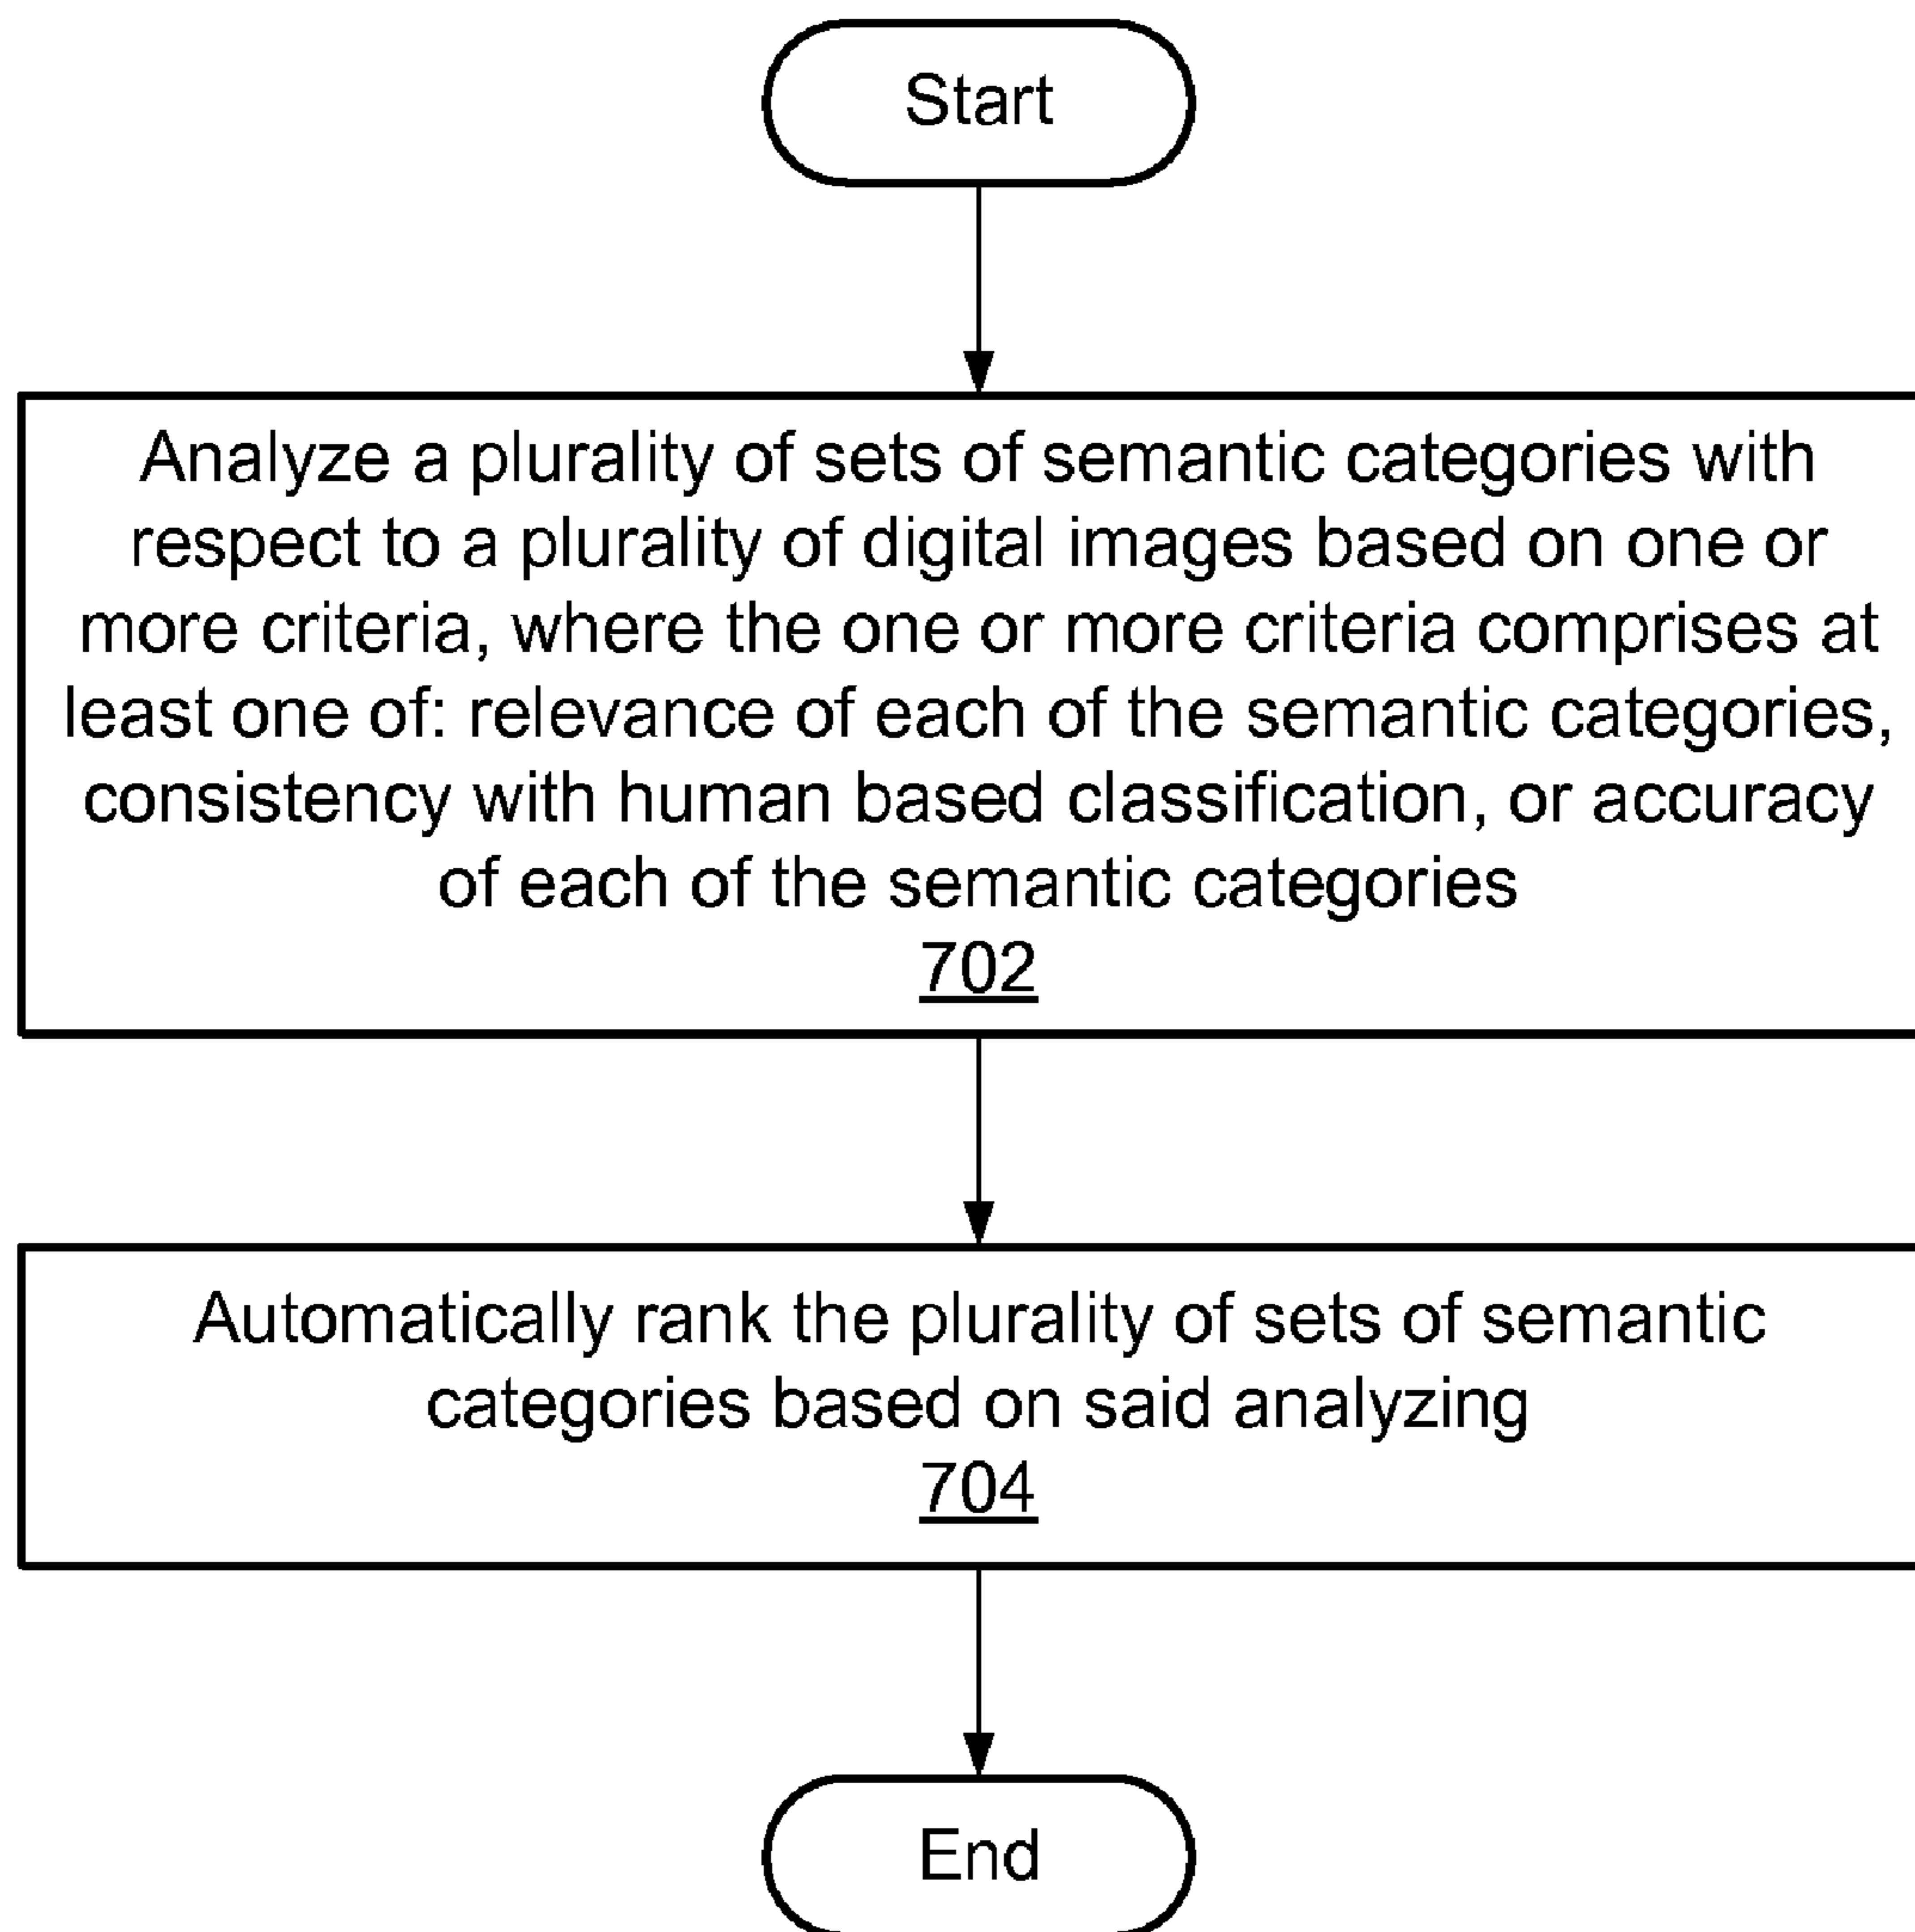 Start
Analyze a plurality of sets of semantic categories with
respect to a plurality of digital images based on one or
more criteria, where the one or more criteria comprises at
least one of: relevance of each of the semantic categories,
consistency with human based classification, or accuracy
of each of the semantic categories
702
Automatically rank the plurality of sets of semantic
categories based on said analyzing
704
End